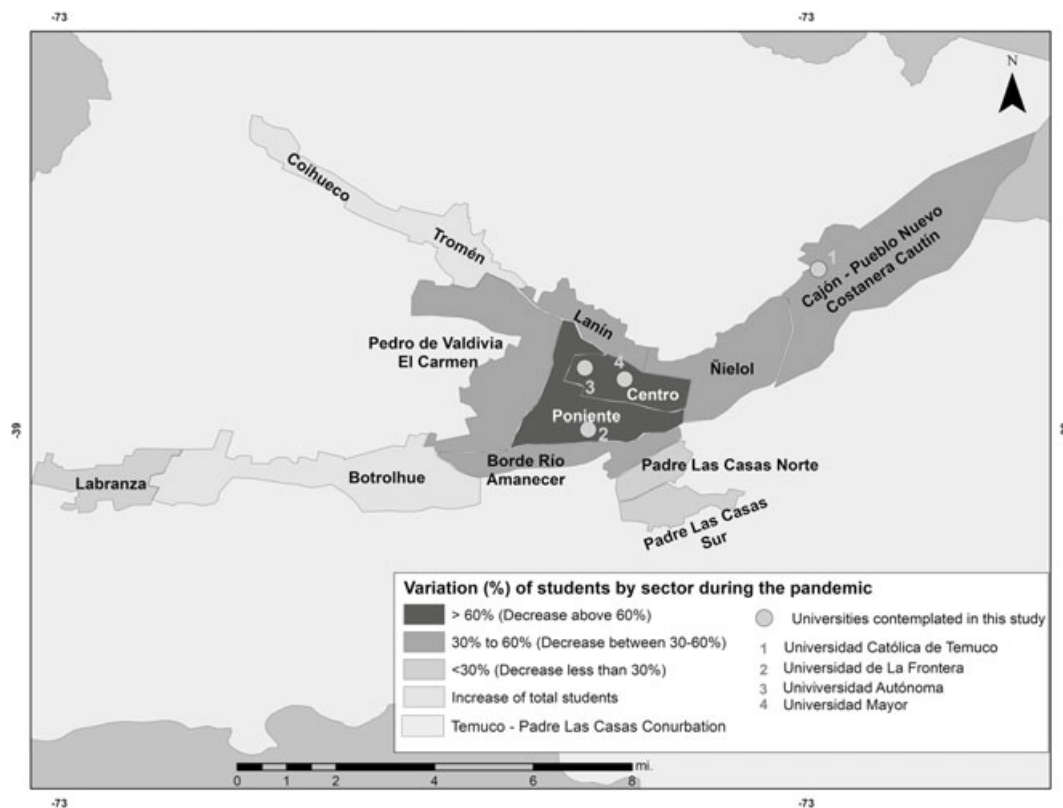 -73
-73
N
Coihueco
Tromén
1
Cajón - Pueblo Nuevo
Costanera Cautín
Lanín
Pedro de Valdivia
El Carmen
Ñielol
4
3
Centro
-39
Poniente
2
Borde Río
Amanecer
Padre Las Casas Norte
Labranza
Botrolhue
Padre Las Casas
Sur
Variation (%) of students by sector during the pandemic
> 60% (Decrease above 60%)
30% to 60% (Decrease between 30-60%)
<30% (Decrease less than 30%)
Increase of total students
Temuco - Padre Las Casas Conurbation
Universities contemplated in this study
1 Universidad Católica de Temuco
2 Universidad de La Frontera
3 Univiversidad Autónoma
4 Universidad Mayor
mi.
0 1 2 4 6 8
-73
-73